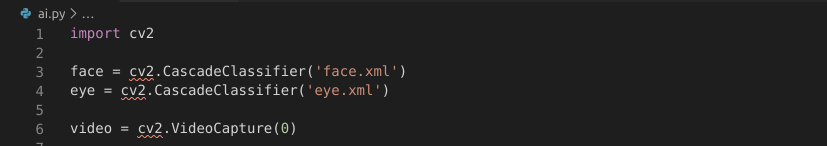 ai.py > ...
1 import cv2
2
3 face = cv2.CascadeClassifier('face.xml')
4 eye = cv2.CascadeClassifier('eye.xml')
5
6 video = cv2.VideoCapture(0)